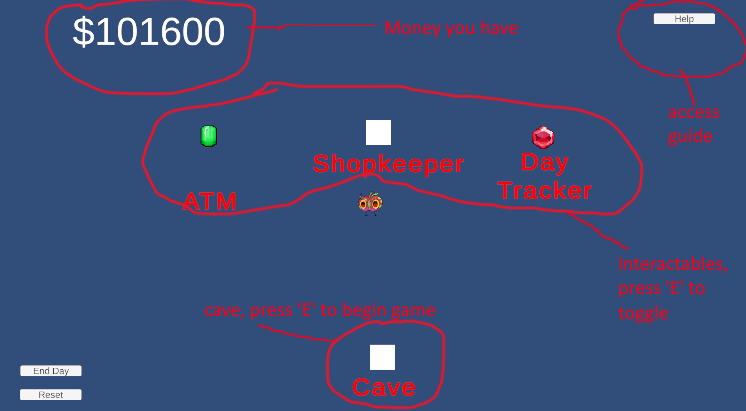 $101600
Money you have
Help
access
guide
Shopkeeper
Day
Tracker
ATM
Interactables,
press 'E' to
toggle
cave, press 'E' to begin game
End Day
Cave
Reset